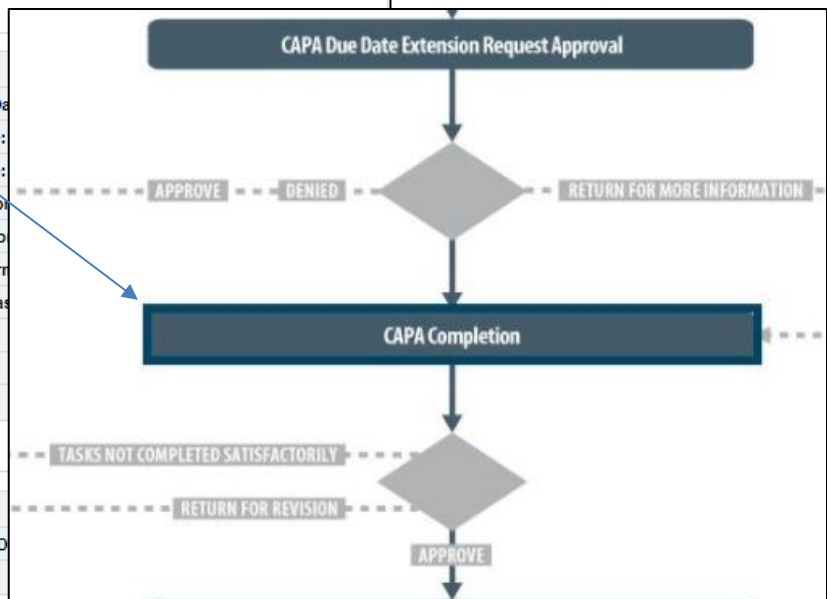 CAPA Due Date Extension Request Approval
APPROVE
DENIED
RETURN FOR MORE INFORMATION
CAPA Completion
TASKS NOT COMPLETED SATISFACTORILY
RETURN FOR REVISION
APPROVE